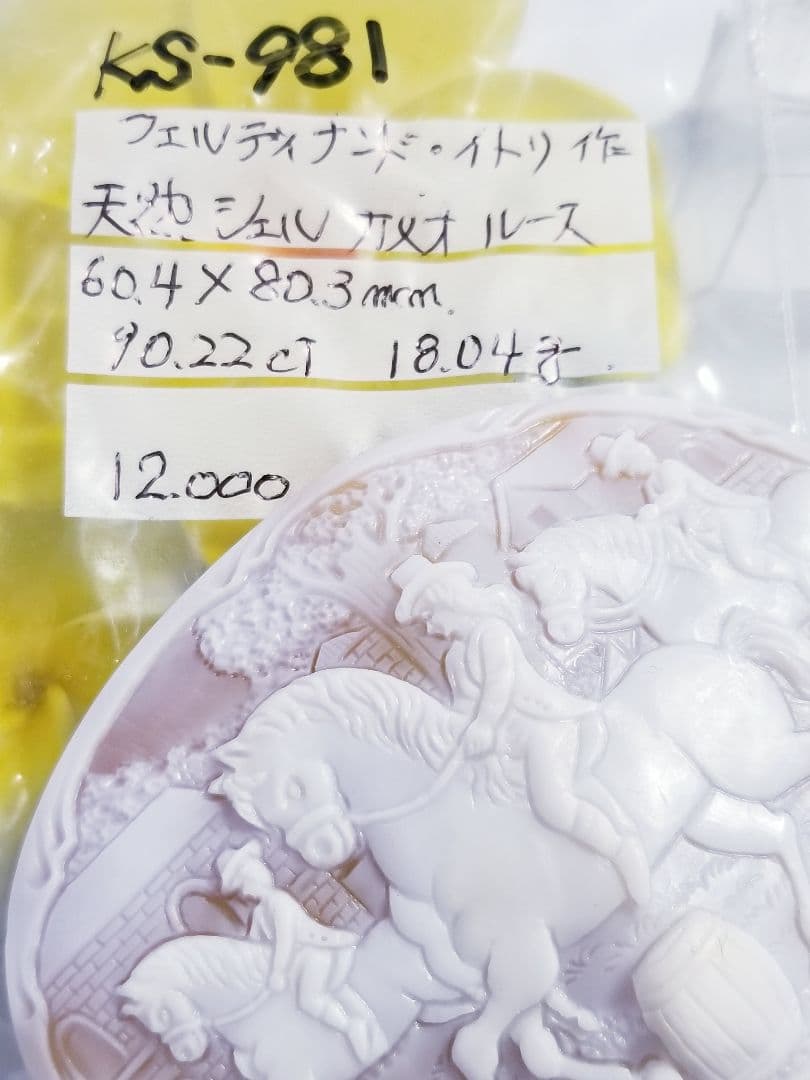 KS-981
フェルディナンド・イトリ作
天然シェルカメオルース
60.4×80.3mm.
90.22ct 18.04g.
12.000